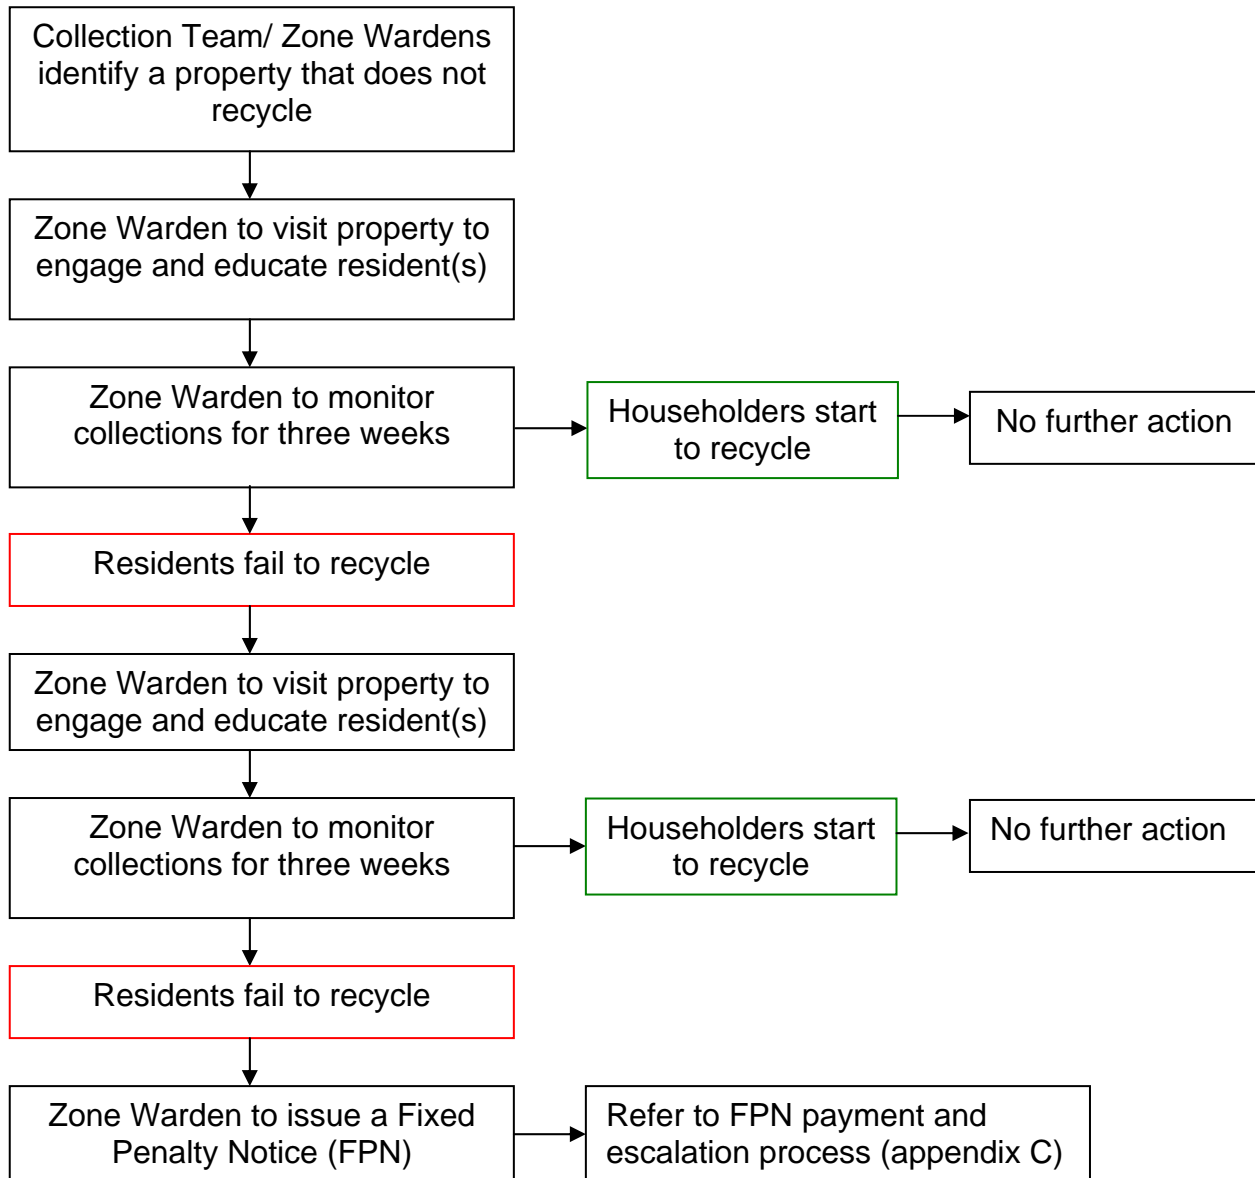 Collection Team/ Zone Wardens
identify a property that does not
recycle
Zone Warden to visit property to
engage and educate resident(s)
Zone Warden to monitor
collections for three weeks
Householders start
to recycle
No further action
Residents fail to recycle
Zone Warden to visit property to
engage and educate resident(s)
Zone Warden to monitor
collections for three weeks
Householders start
to recycle
No further action
Residents fail to recycle
Zone Warden to issue a Fixed
Penalty Notice (FPN)
Refer to FPN payment and
escalation process (appendix C)